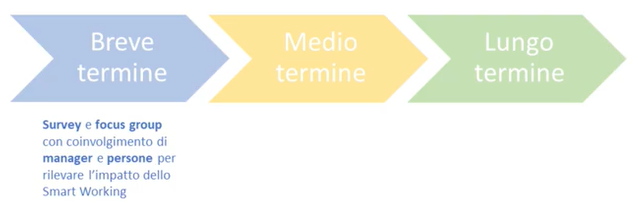 Breve
termine
Medio
termine
Lungo
termine
Survey e focus group
con coinvolgimento di
manager e persone per
rilevare l'impatto dello
Smart Working